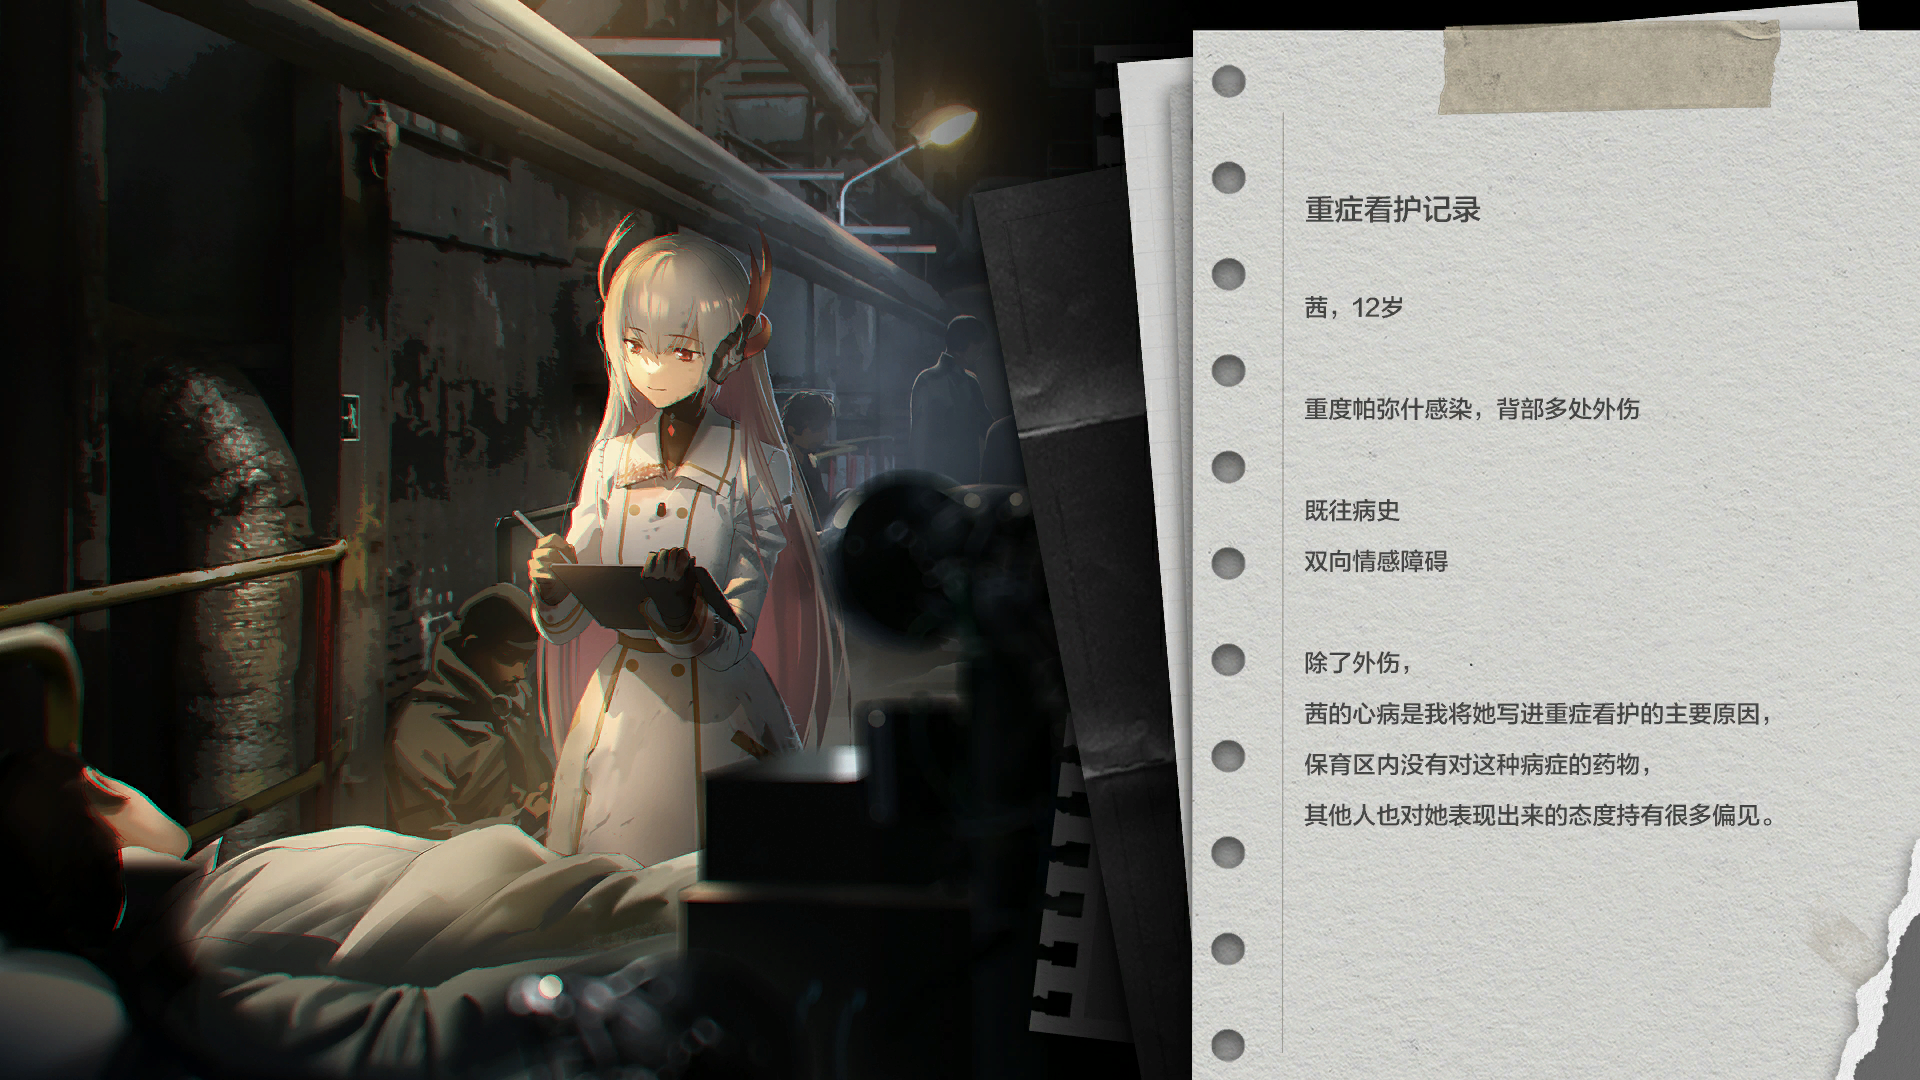 重症看护记录
茜，12岁
重度帕弥什感染，背部多处外伤
既往病史
双向情感障碍
除了外伤，
茜的心病是我将她写进重症看护的主要原因，
保育区内没有对这种病症的药物，
其他人也对她表现出来的态度持有很多偏见。